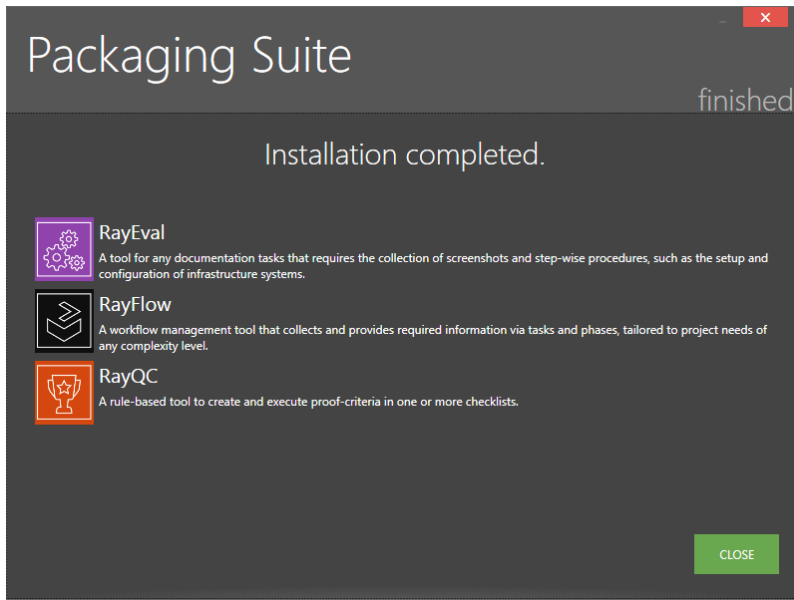 Packaging Suite
finished
Installation completed.
RayEval
A tool for any documentation tasks that requires the collection of screenshots and step-wise procedures, such as the setup and
configuration of infrastructure systems.
RayFlow
A workflow management tool that collects and provides required information via tasks and phases, tailored to project needs of
any complexity level.
RayQC
A rule-based tool to create and execute proof-criteria in one or more checklists.
CLOSE